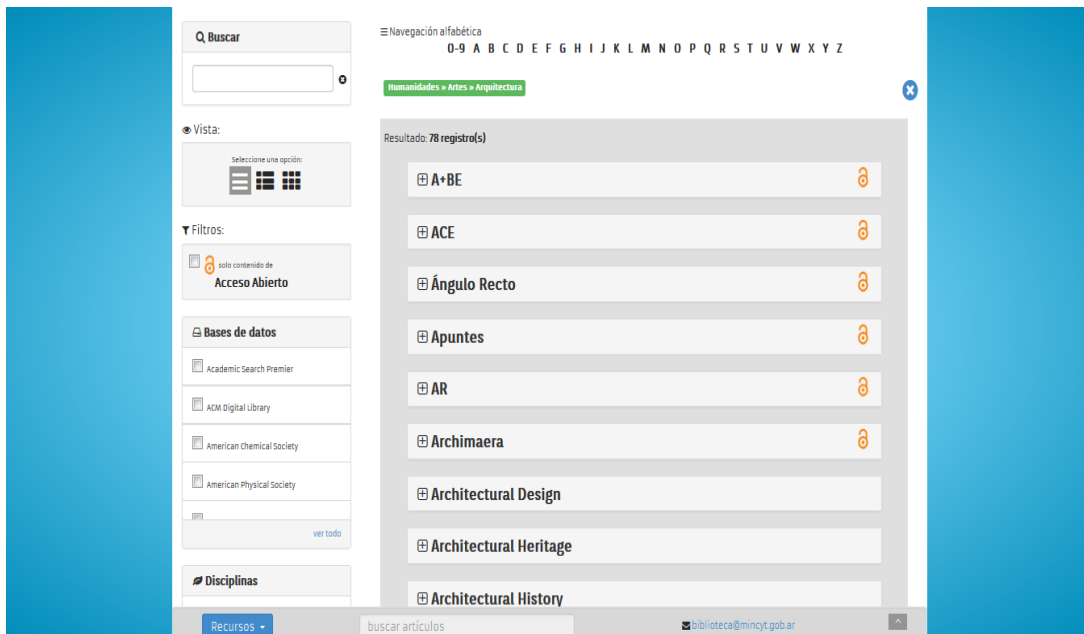 Buscar
Vista:
Seleccione una opción:
Filtros:
solo contenido de
Acceso Abierto
Bases de datos
Academic Search Premier
ACM Digital Library
American Chemical Society
American Physical Society
ver todo
Disciplinas
Navegación alfabética
0-9 A B C D E F G H I J K L M N O P Q R S T U V W X Y Z
Humanidades » Artes » Arquitectura
Resultado: 78 registro(s)
A+BE
ACE
Ángulo Recto
Apuntes
AR
Archimaera
Architectural Design
Architectural Heritage
Architectural History
Recursos
buscar artículos
biblioteca@mincyt.gob.ar